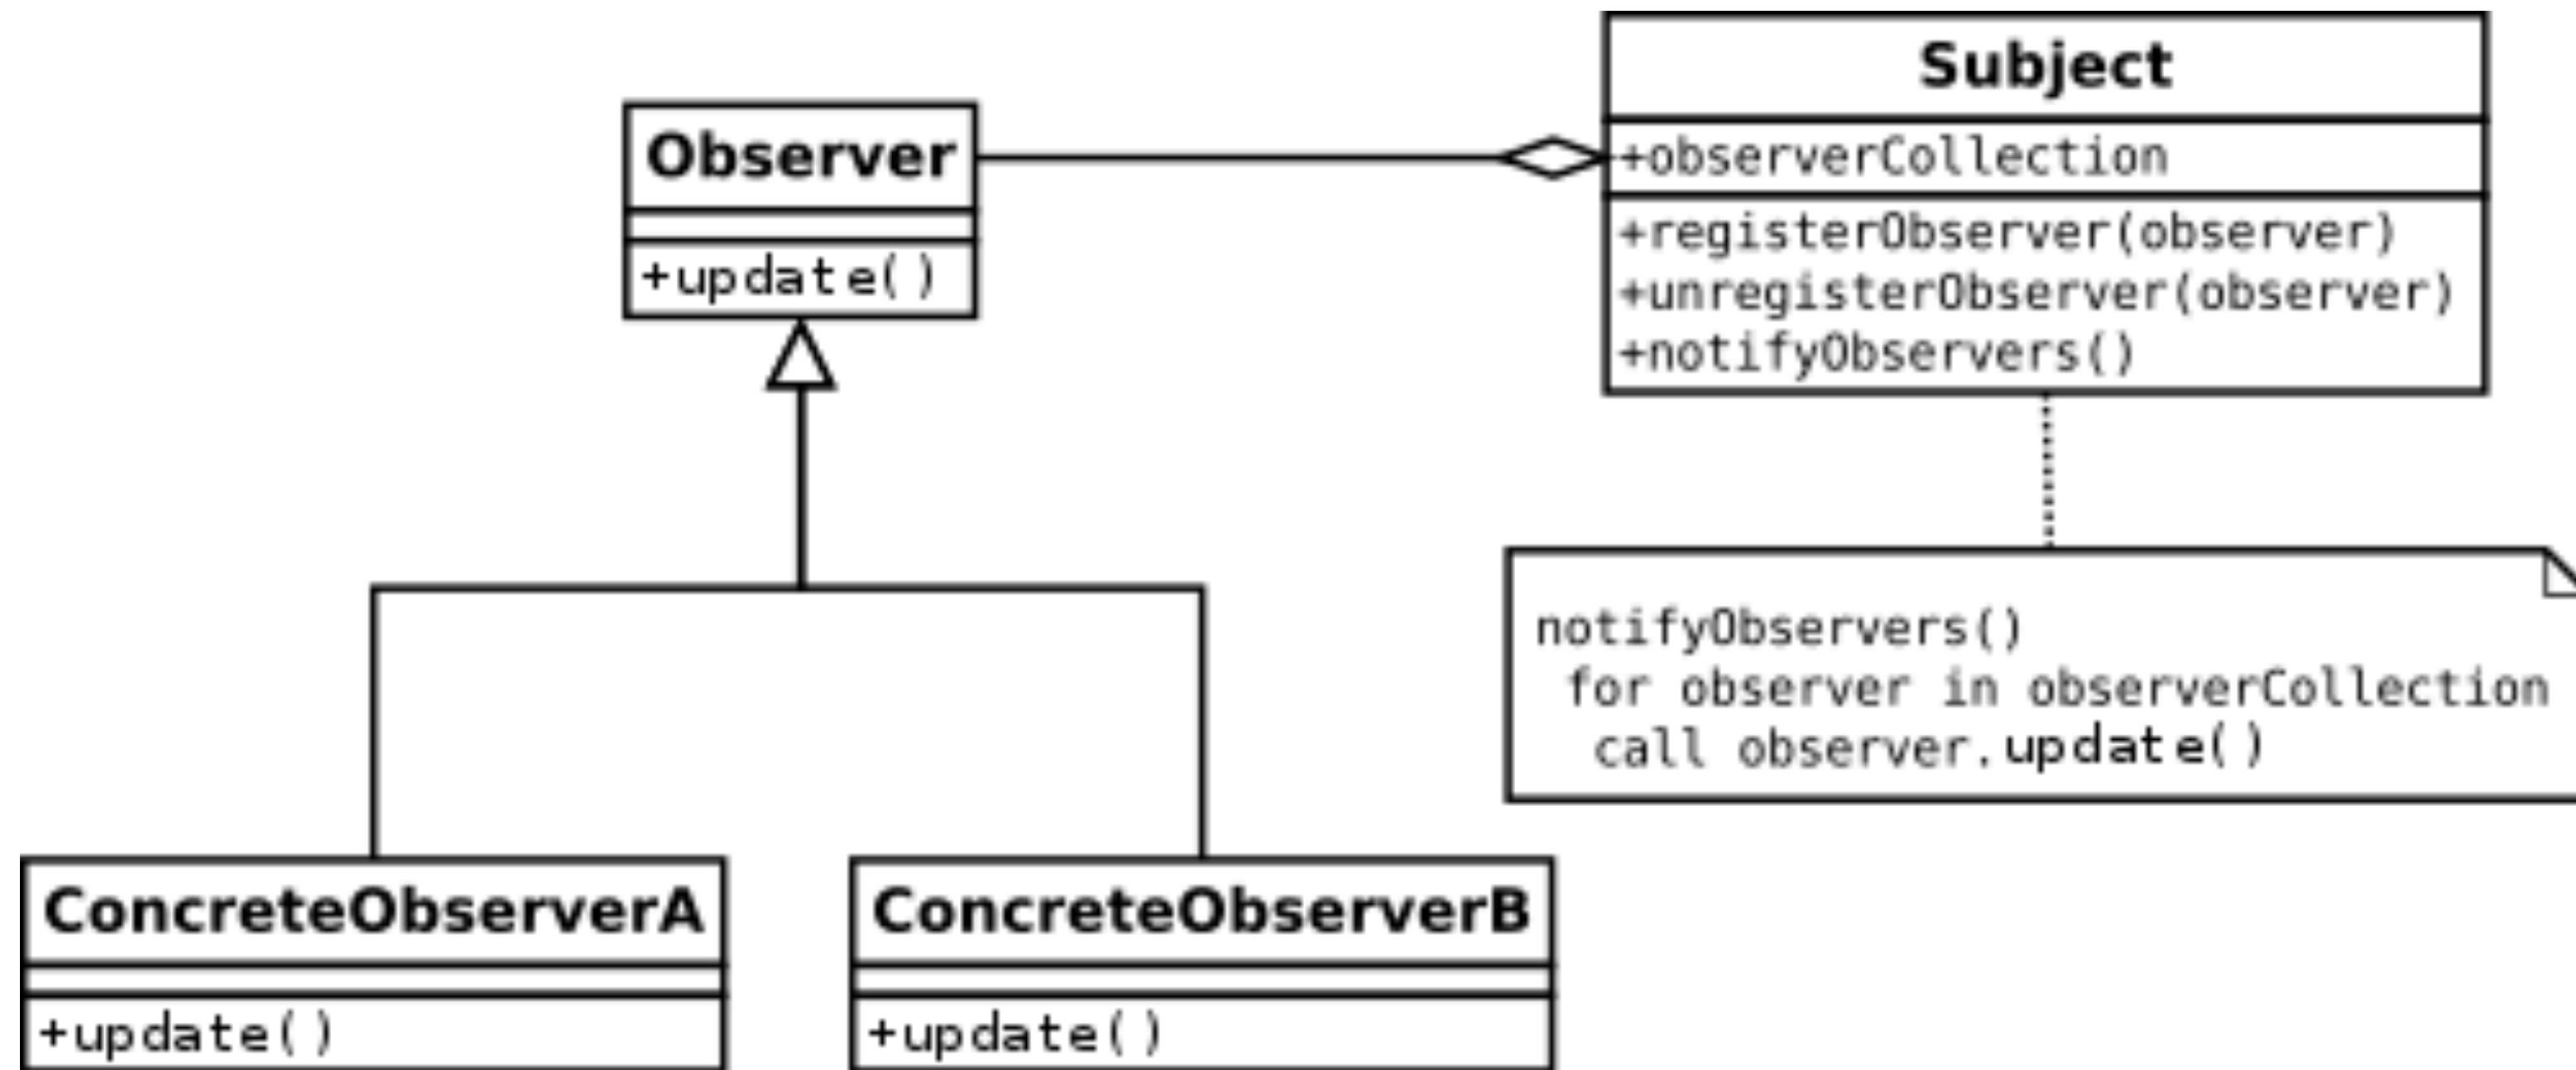 Subject
+observerCollection
+registerObserver(observer)
+unregisterObserver(observer)
+notifyObservers()
Observer
+update()
notifyObservers()
for observer in observerCollection
call observer.update()
ConcreteObserverA
+update()
ConcreteObserverB
+update()